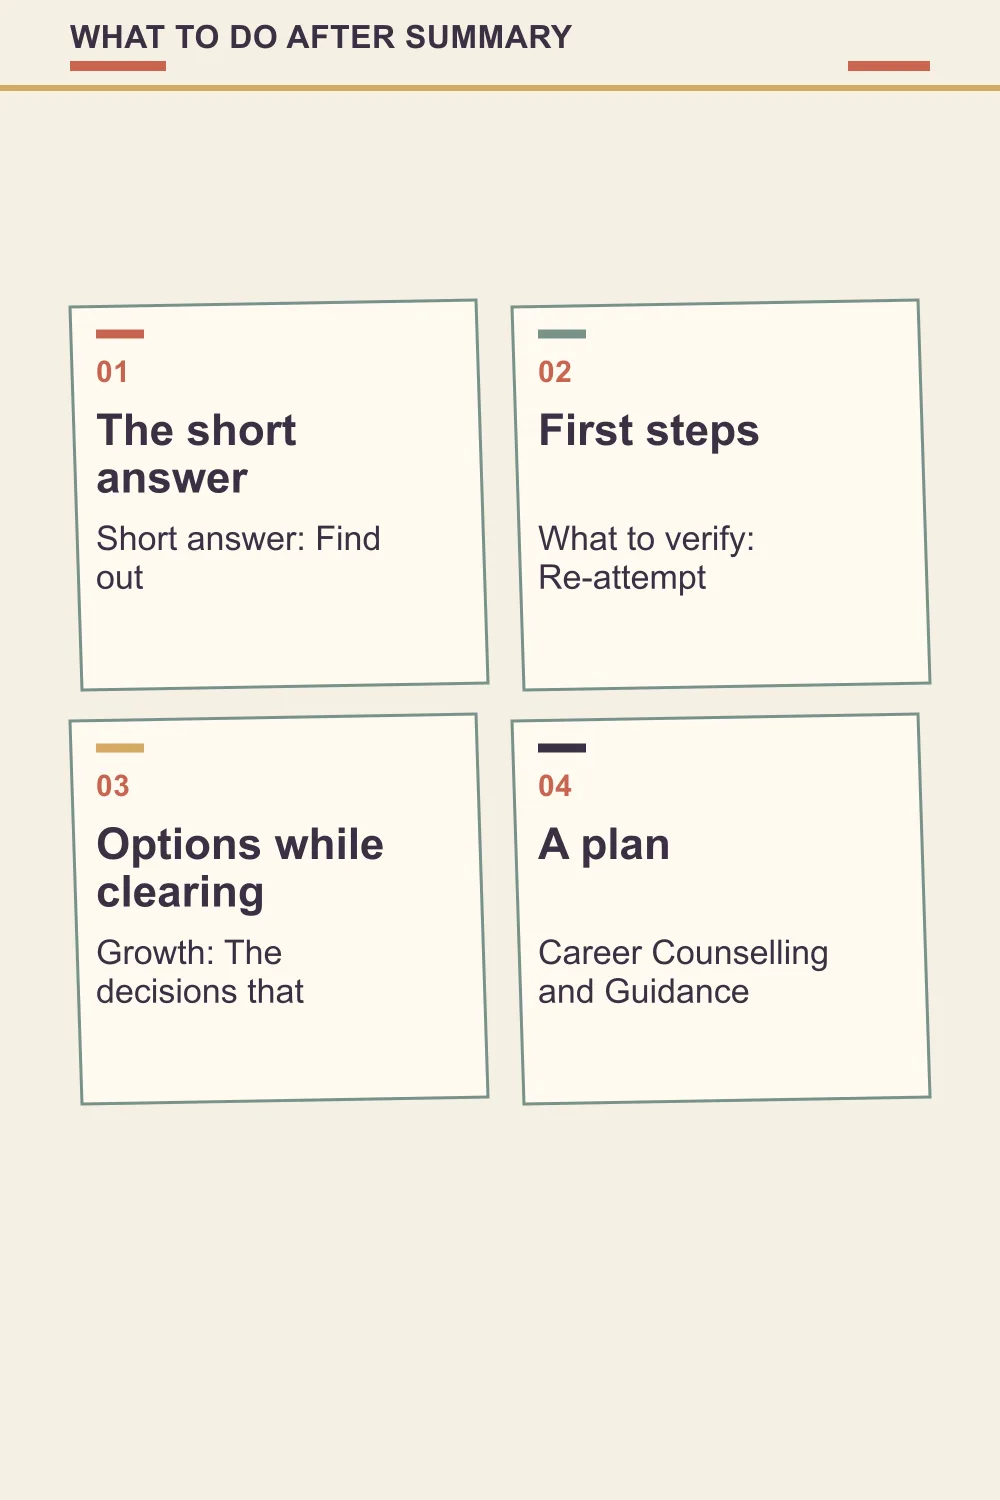 WHAT TO DO AFTER SUMMARY
01
The short
answer
Short answer: Find
out
02
First steps
What to verify:
Re-attempt
03
Options while
clearing
Growth: The
decisions that
04
A plan
Career Counselling
and Guidance